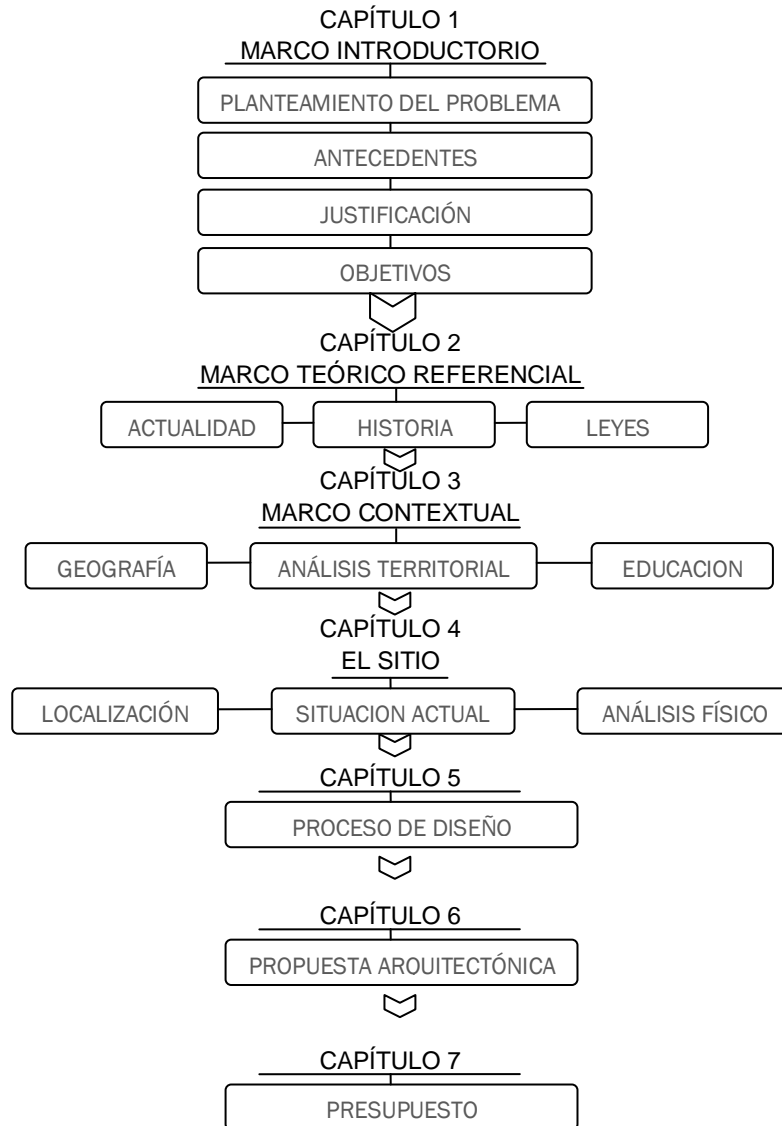 CAPÍTULO 1
MARCO INTRODUCTORIO
PLANTEAMIENTO DEL PROBLEMA
ANTECEDENTES
JUSTIFICACIÓN
OBJETIVOS
CAPÍTULO 2
MARCO TEÓRICO REFERENCIAL
ACTUALIDAD HISTORIA LEYES
CAPÍTULO 3
MARCO CONTEXTUAL
GEOGRAFÍA ANÁLISIS TERRITORIAL EDUCACION
CAPÍTULO 4
EL SITIO
LOCALIZACIÓN SITUACION ACTUAL ANÁLISIS FÍSICO
CAPÍTULO 5
PROCESO DE DISEÑO
CAPÍTULO 6
PROPUESTA ARQUITECTÓNICA
CAPÍTULO 7
PRESUPUESTO